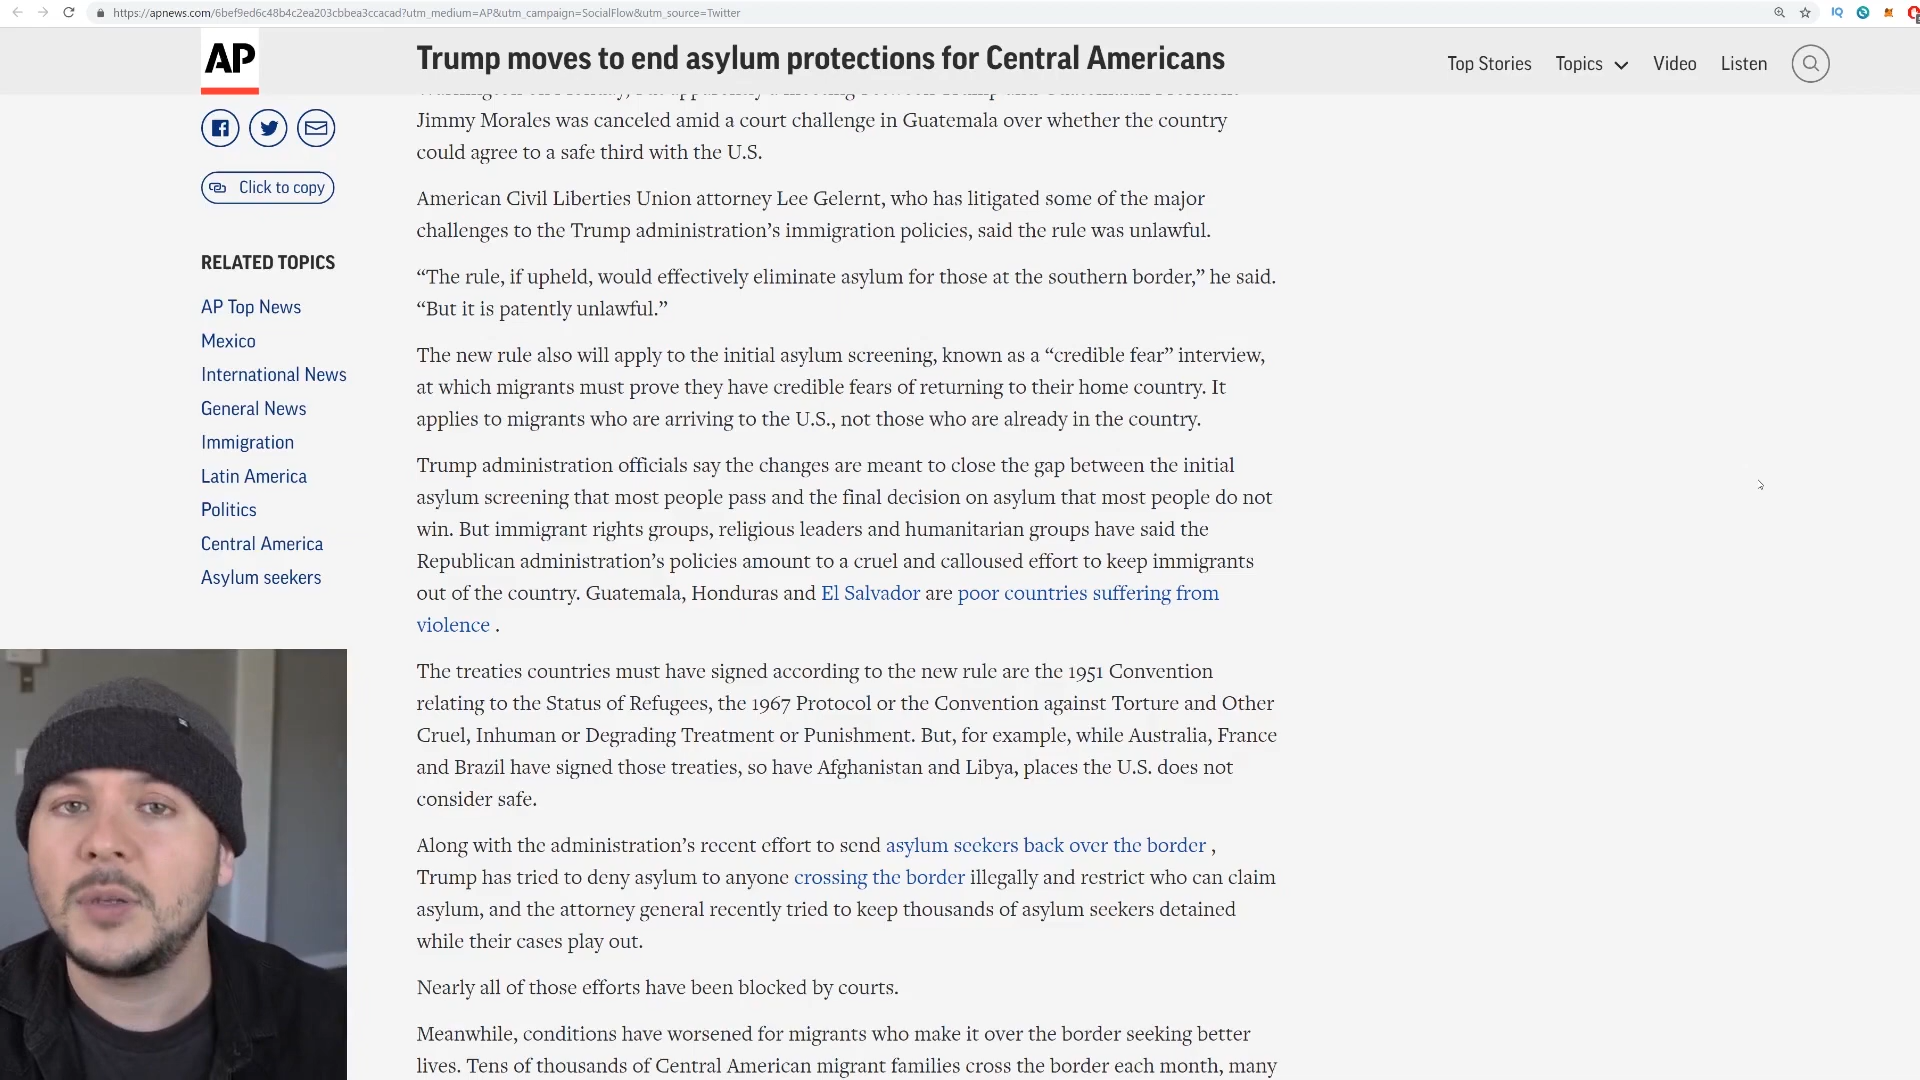 https://apnews.com/6bef9ed6c48b4c2ea203cbbea3ccacad?utm_medium=AP&utm_campaign=SocialFlow&utm_source=Twitter
AP
Trump moves to end asylum protections for Central Americans
Top Stories
Topics
Video
Listen
Click to copy
RELATED TOPICS
AP Top News
Mexico
International News
General News
Immigration
Latin America
Politics
Central America
Asylum seekers
Jimmy Morales was canceled amid a court challenge in Guatemala over whether the country
could agree to a safe third with the U.S.
American Civil Liberties Union attorney Lee Gelernt, who has litigated some of the major
challenges to the Trump administration’s immigration policies, said the rule was unlawful.
“The rule, if upheld, would effectively eliminate asylum for those at the southern border,” he said.
“But it is patently unlawful.”
The new rule also will apply to the initial asylum screening, known as a “credible fear” interview,
at which migrants must prove they have credible fears of returning to their home country. It
applies to migrants who are arriving to the U.S., not those who are already in the country.
Trump administration officials say the changes are meant to close the gap between the initial
asylum screening that most people pass and the final decision on asylum that most people do not
win. But immigrant rights groups, religious leaders and humanitarian groups have said the
Republican administration’s policies amount to a cruel and calloused effort to keep immigrants
out of the country. Guatemala, Honduras and El Salvador are poor countries suffering from
violence .
The treaties countries must have signed according to the new rule are the 1951 Convention
relating to the Status of Refugees, the 1967 Protocol or the Convention against Torture and Other
Cruel, Inhuman or Degrading Treatment or Punishment. But, for example, while Australia, France
and Brazil have signed those treaties, so have Afghanistan and Libya, places the U.S. does not
consider safe.
Along with the administration’s recent effort to send asylum seekers back over the border ,
Trump has tried to deny asylum to anyone crossing the border illegally and restrict who can claim
asylum, and the attorney general recently tried to keep thousands of asylum seekers detained
while their cases play out.
Nearly all of those efforts have been blocked by courts.
Meanwhile, conditions have worsened for migrants who make it over the border seeking better
lives. Tens of thousands of Central American migrant families cross the border each month, many